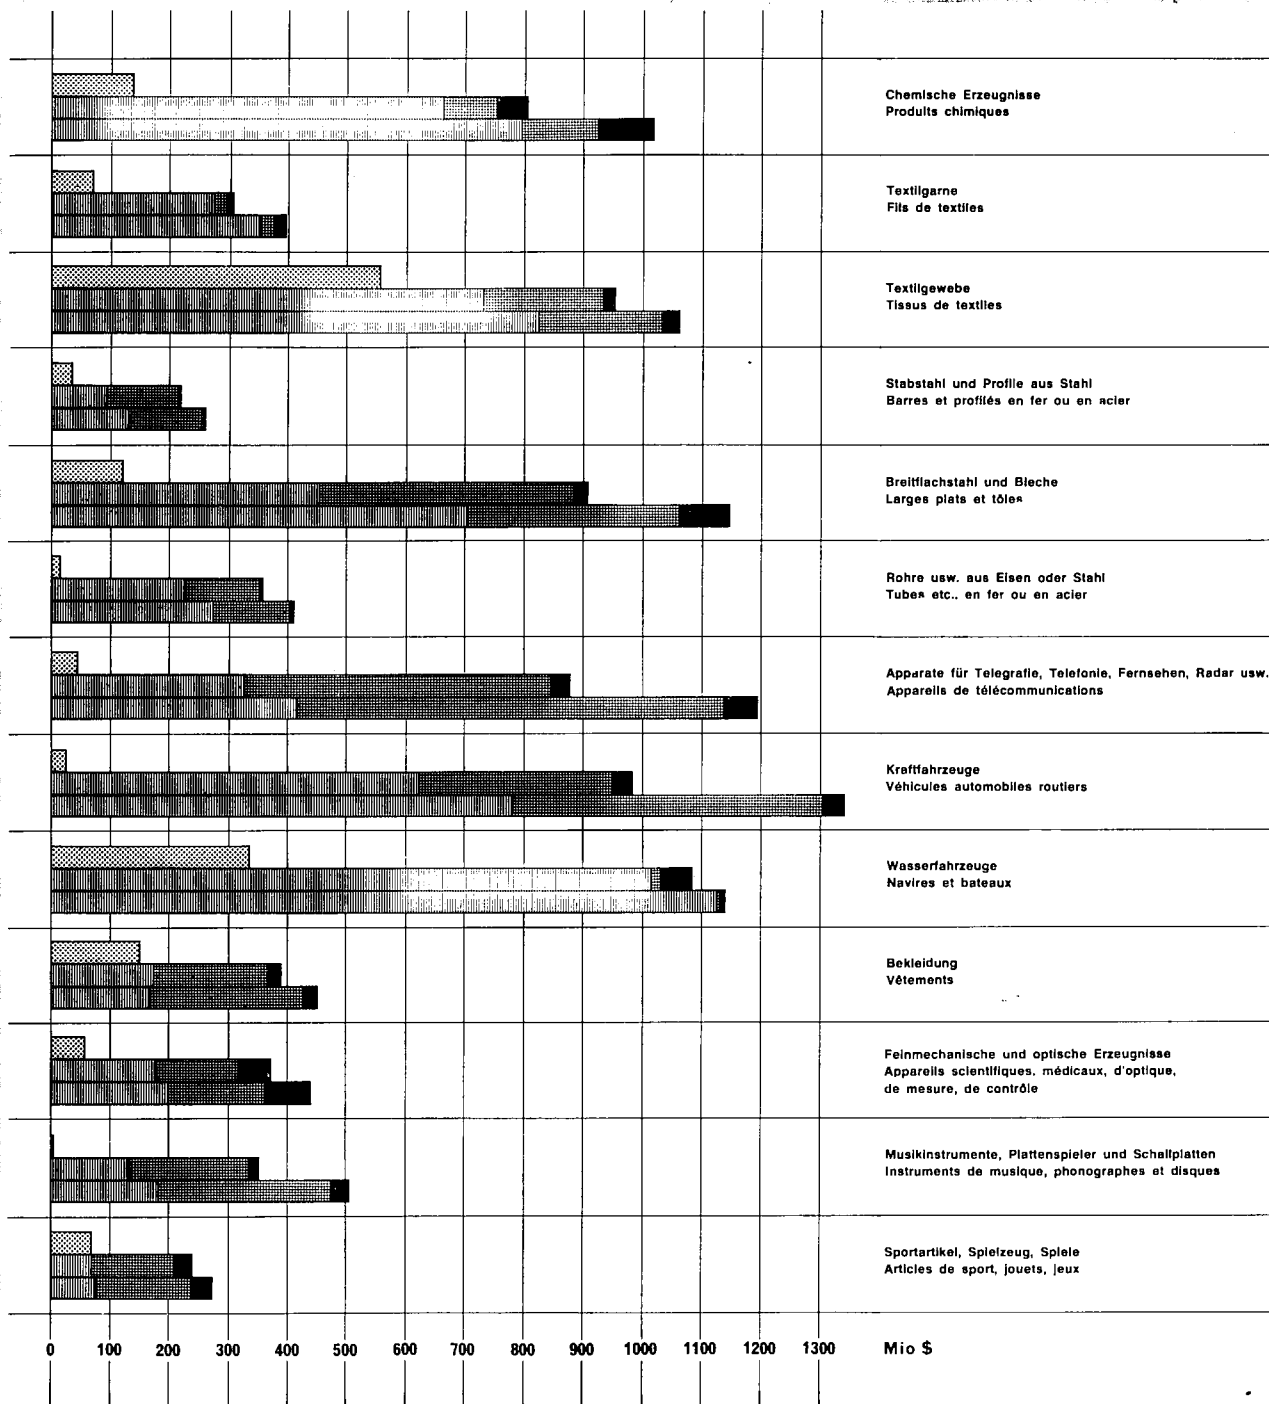 Chemische Erzeugnisse
Produits chimiques
Textilgarne
Fils de textiles
Textilgewebe
Tissus de textiles
Stabstahl und Profile aus Stahl
Barres et profilés en fer ou en acier
Breitflachstahl und Bleche
Larges plats et tôles
Rohre usw. aus Eisen oder Stahl
Tubes etc., en fer ou en acier
Apparate für Telegrafie, Telefonie, Fernsehen, Radar usw.
Appareils de télécommunications
Kraftfahrzeuge
Véhicules automobiles routiers
Wasserfahrzeuge
Navires et bateaux
Bekleidung
Vêtements
Feinmechanische und optische Erzeugnisse
Appareils scientifiques, médicaux, d'optique,
de mesure, de contrôle
Musikinstrumente, Plattenspieler und Schallplatten
Instruments de musique, phonographes et disques
Sportartikel, Spielzeug, Spiele
Articles de sport, jouets, jeux
0 100 200 300 400 500 600 700 800 900 1000 1100 1200 1300 Mio $